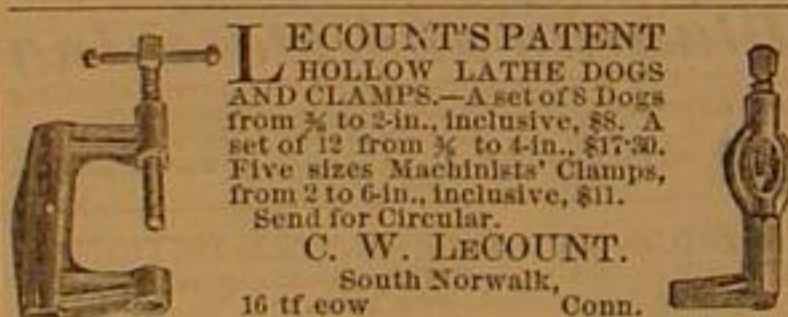 LECOUNT'S PATENT
HOLLOW LATHE DOGS
AND CLAMPS.—A set of 8 Dogs
from ⅜ to 2-in., inclusive, $8. A
set of 12 from ⅜ to 4-in., $17·30.
Five sizes Machinists' Clamps,
from 2 to 6-in., inclusive, $11.
Send for Circular.
C. W. LECOUNT.
South Norwalk,
16 tf eow Conn.